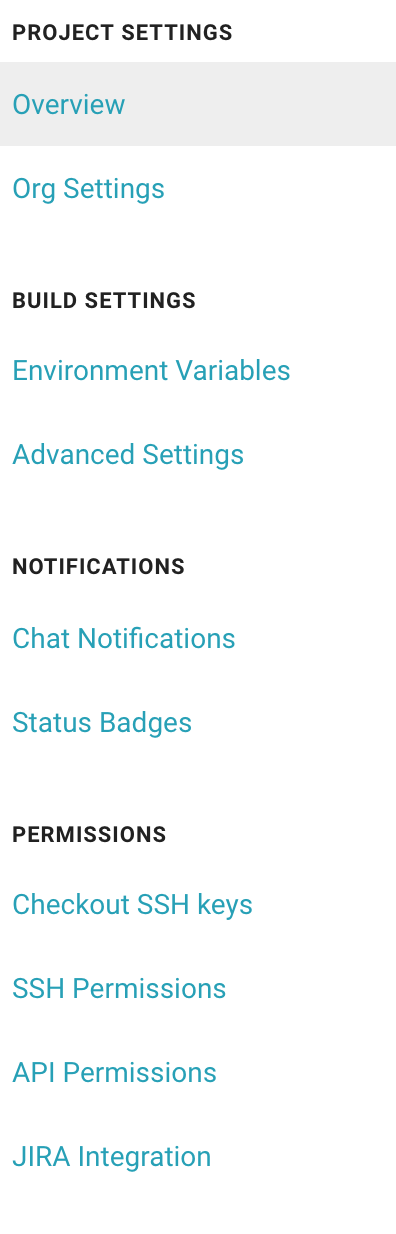 PROJECT SETTINGS
Overview
Org Settings
BUILD SETTINGS
Environment Variables
Advanced Settings
NOTIFICATIONS
Chat Notifications
Status Badges
PERMISSIONS
Checkout SSH keys
SSH Permissions
API Permissions
JIRA Integration